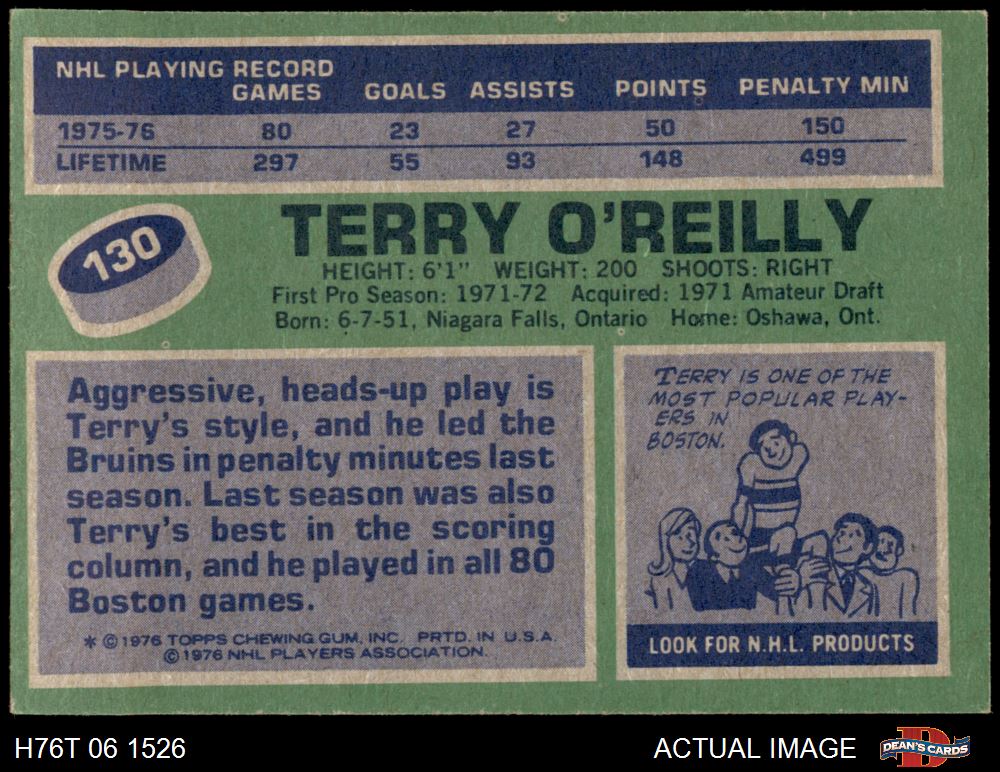 NHL PLAYING RECORD
GAMES GOALS ASSISTS POINTS PENALTY MIN
1975-76 80 23 27 50 150
LIFETIME 297 55 93 148 499
130
TERRY O'REILLY
HEIGHT: 6'1" WEIGHT: 200 SHOOTS: RIGHT
First Pro Season: 1971-72 Acquired: 1971 Amateur Draft
Born: 6-7-51, Niagara Falls, Ontario Home: Oshawa, Ont.
Aggressive, heads-up play is
Terry's style, and he led the
Bruins in penalty minutes last
season. Last season was also
Terry's best in the scoring
column, and he played in all 80
Boston games.
* © 1976 TOPPS CHEWING GUM, INC. PRTD. IN U.S.A.
© 1976 NHL PLAYERS ASSOCIATION.
TERRY IS ONE OF THE
MOST POPULAR PLAY-
ERS IN
BOSTON.
LOOK FOR N.H.L. PRODUCTS
H76T 06 1526
ACTUAL IMAGE
D
DEAN'S CARDS